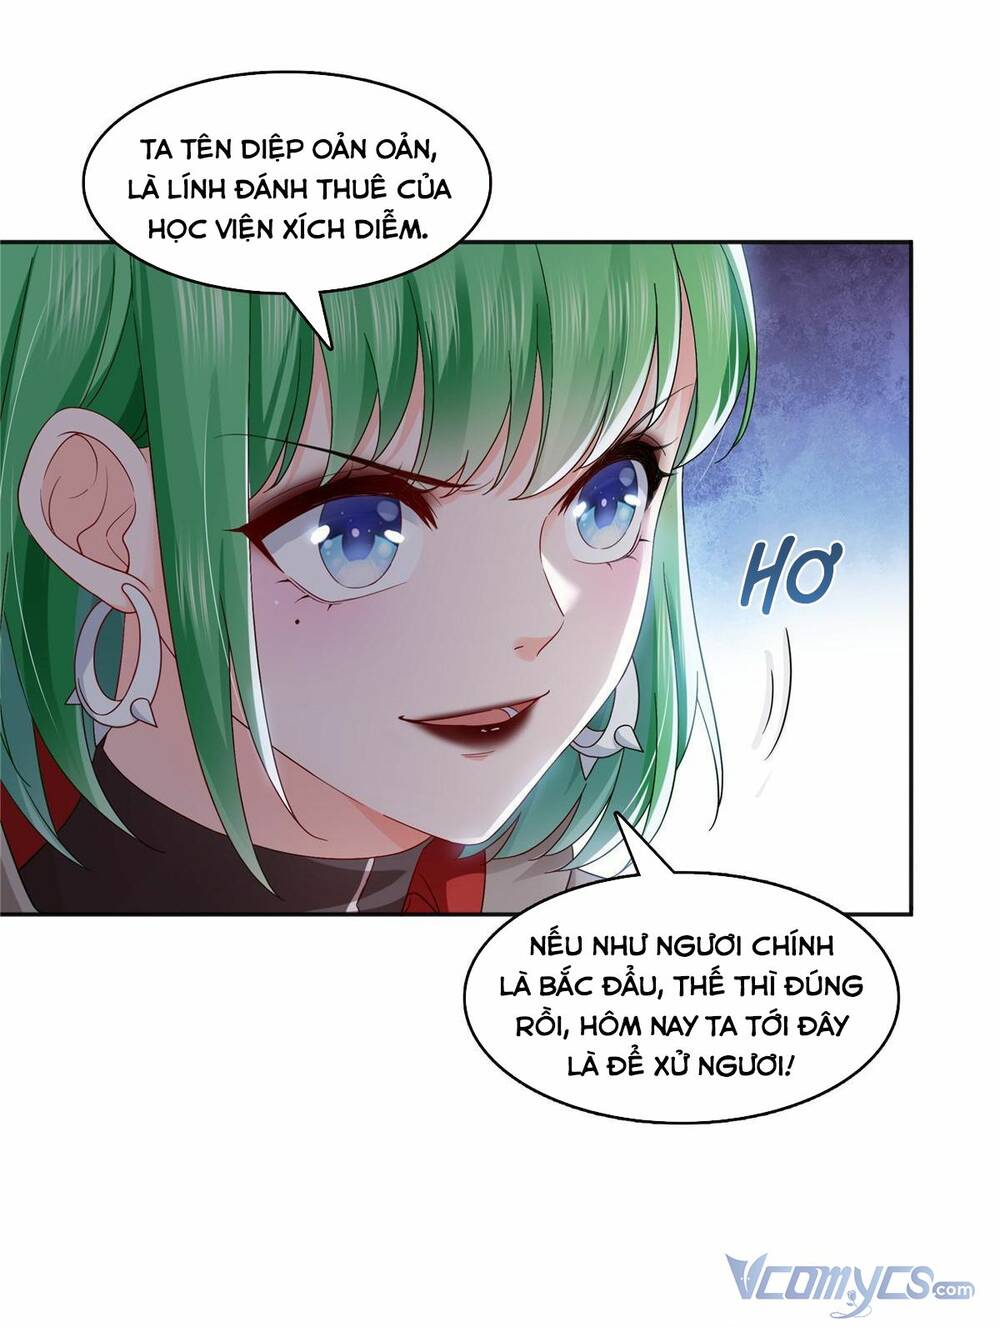 TA TÊN DIỆP OẢN OẢN,
LÀ LÍNH ĐÁNH THUÊ CỦA
HỌC VIỆN XÍCH DIỄM.
HƠ
NẾU NHƯ NGƯƠI CHÍNH
LÀ BẮC ĐẨU, THẾ THÌ ĐÚNG
RỒI, HÔM NAY TA TỚI ĐÂY
LÀ ĐỂ XỬ NGƯƠI!
VCOMYCS.com